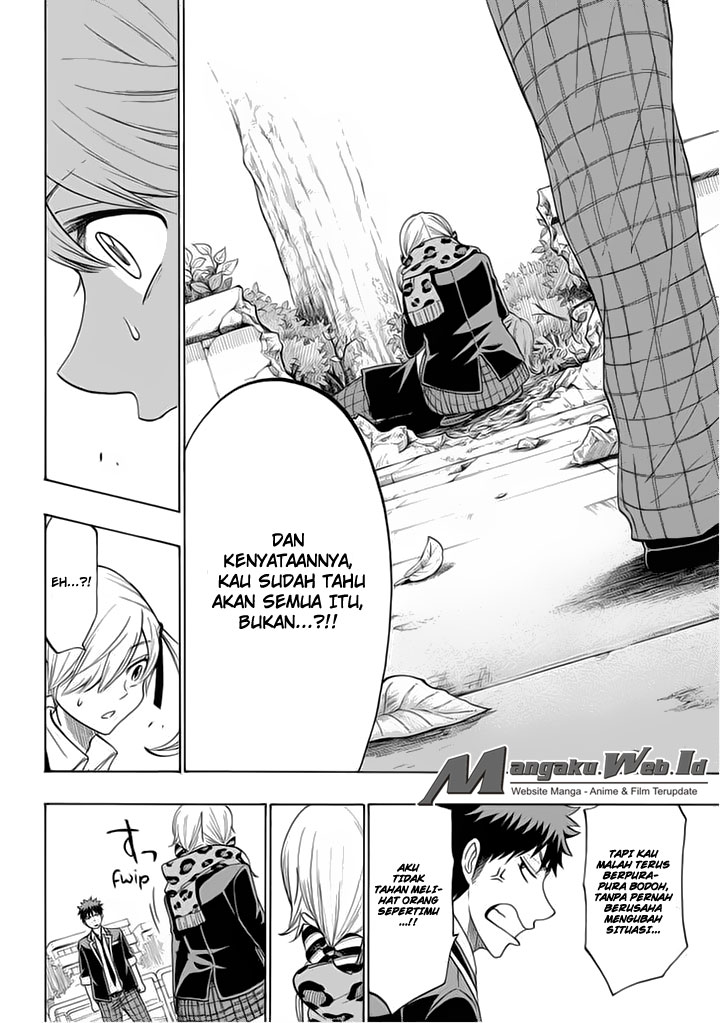 DAN
KENYATAANNYA,
KAU SUDAH TAHU
AKAN SEMUA ITU,
BUKAN...?!!
EH...?!
Mangaku.Web.Id
Website Manga - Anime & Film Terupdate
TAPI KAU
MALAH TERUS
BERPURA-
PURA BODOH,
TANPA PERNAH
BERUSAHA
MENGUBAH
SITUASI...
AKU
TIDAK
TAHAN MELI-
HAT ORANG
SEPERTIMU
...!!
すっ
fwip